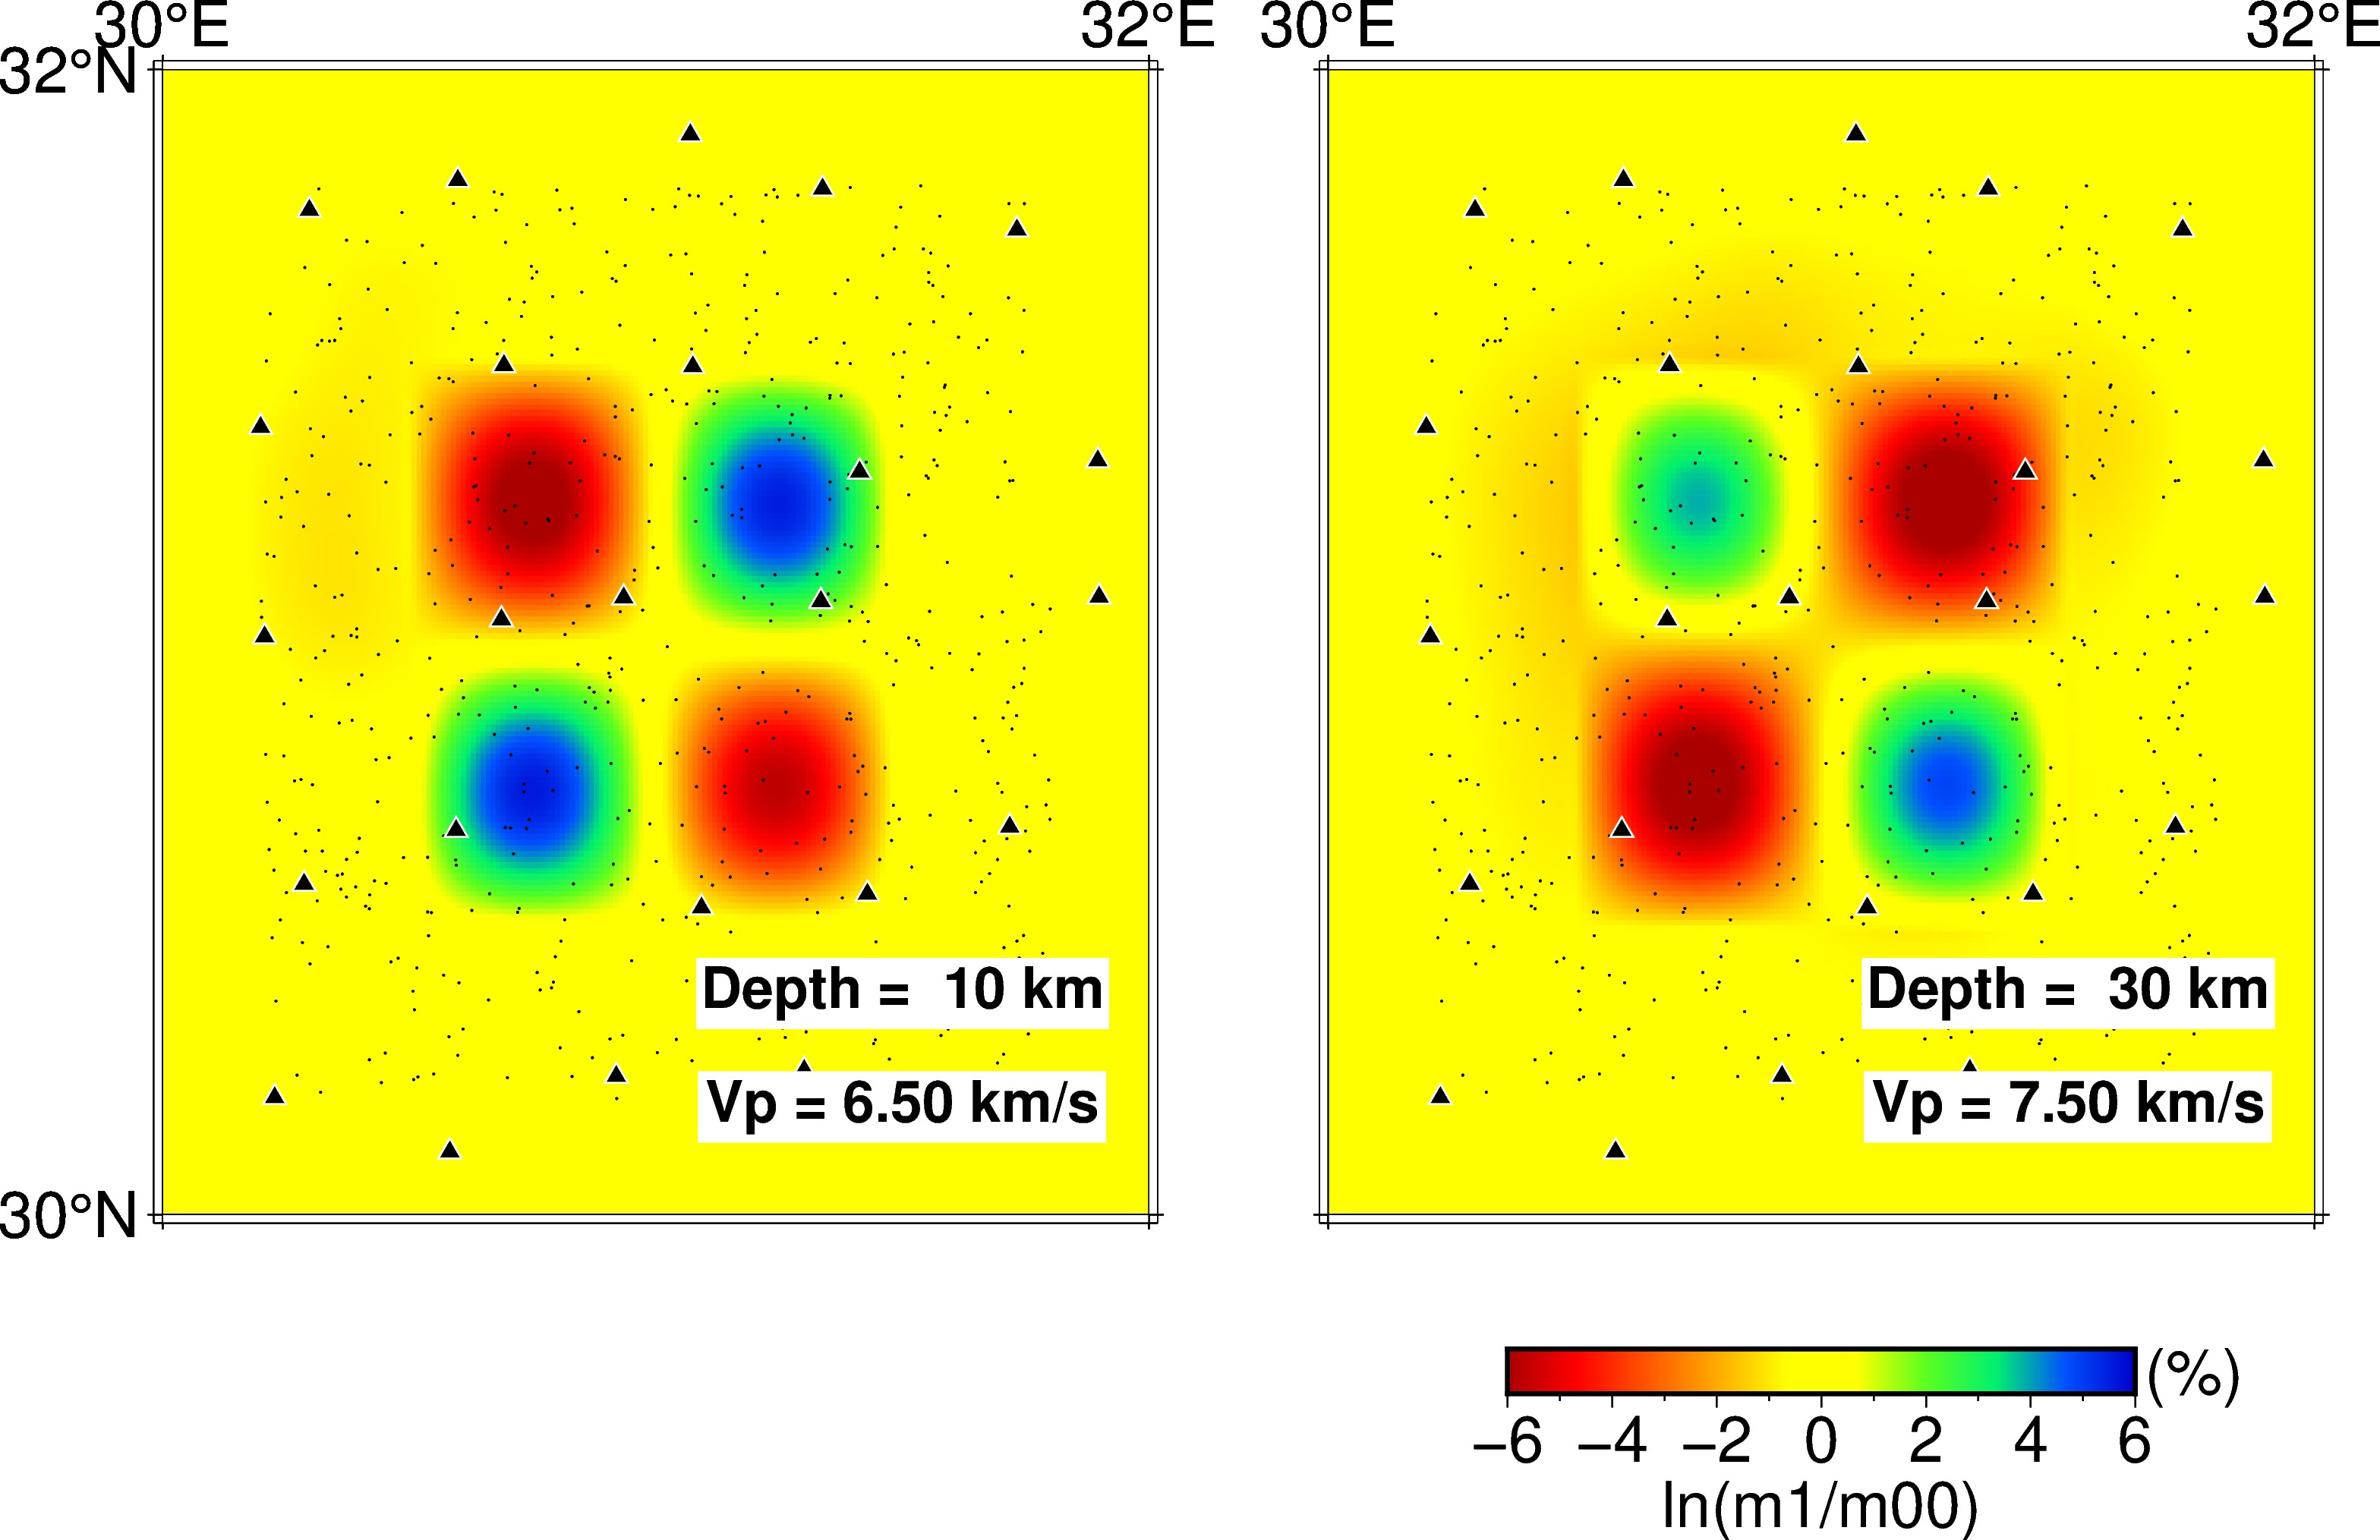 30°E 32°E 30°E 32°E
32°N
Depth = 10 km Depth = 30 km
Vp = 6.50 km/s Vp = 7.50 km/s
30°N
(%)
−6 −4 −2 0 2 4 6
ln(m1/m00)